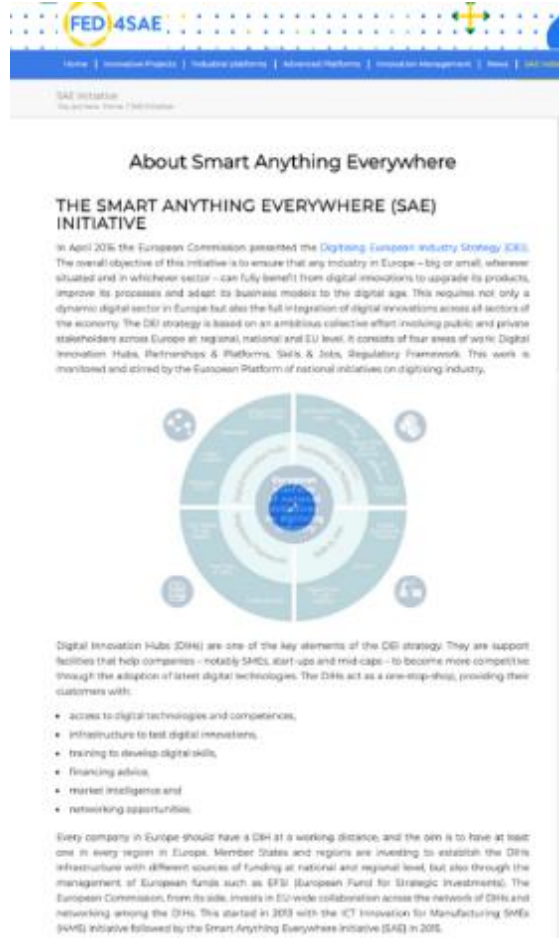 FED4SAE
Home | Innovative Projects | Industrial platforms | Advanced Platforms | Innovation Management | News | SAE Initi
SAE Initiative
You are here: Home / SAE Initiative
About Smart Anything Everywhere
THE SMART ANYTHING EVERYWHERE (SAE)
INITIATIVE
In April 2016 the European Commission presented the Digitising European Industry Strategy (DEI).
The overall objective of this initiative is to ensure that any industry in Europe – big or small, wherever
situated and in whichever sector – can fully benefit from digital innovations to upgrade its products,
improve its processes and adapt its business models to the digital age. This requires not only a
dynamic digital sector in Europe but also the full integration of digital innovations across all sectors of
the economy. The DEI strategy is based on an ambitious collective effort involving public and private
stakeholders across Europe at regional, national and EU level. It consists of four areas of work: Digital
Innovation Hubs, Partnerships & Platforms, Skills & Jobs, Regulatory Framework. This work is
monitored and stirred by the European Platform of national initiatives on digitising industry.
Digital Innovation Hubs (DIHs) are one of the key elements of the DEI strategy. They are support
facilities that help companies – notably SMEs, start-ups and mid-caps – to become more competitive
through the adoption of latest digital technologies. The DIHs act as a one-stop-shop, providing their
customers with:
• access to digital technologies and competences,
• infrastructure to test digital innovations,
• training to develop digital skills,
• financing advice,
• market intelligence and
• networking opportunities.
Every company in Europe should have a DIH at a working distance, and the aim is to have at least
one in every region in Europe. Member States and regions are investing to establish the DIHs
infrastructure with different sources of funding at national and regional level, but also through the
management of European funds such as EFSI (European Fund for Strategic Investments). The
European Commission, from its side, invests in EU-wide collaboration across the network of DIHs and
networking among the DIHs. This started in 2013 with the ICT Innovation for Manufacturing SMEs
(I4MS) initiative followed by the Smart Anything Everywhere initiative (SAE) in 2015.